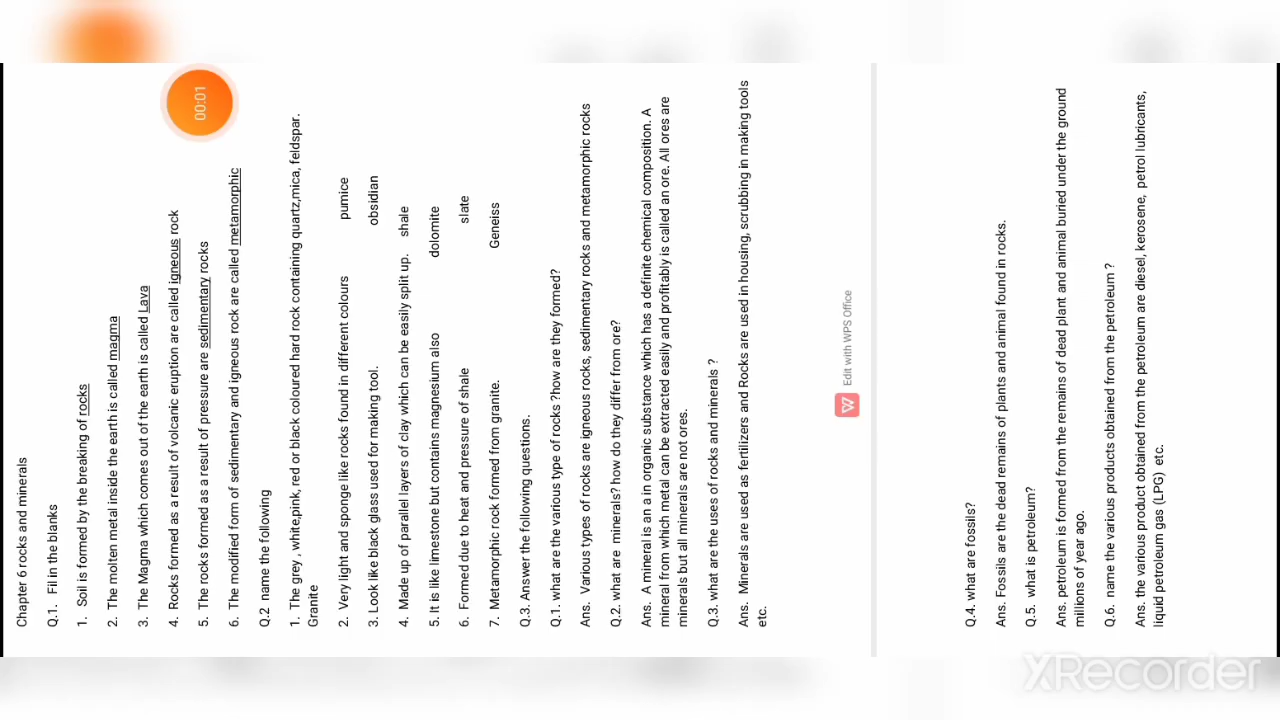 Chapter 6 rocks and minerals
Q.1. Fil in the blanks
1. Soil is formed by the breaking of rocks
2. The molten metal inside the earth is called magma
3. The Magma which comes out of the earth is called Lava
4. Rocks formed as a result of volcanic eruption are called igneous rock
5. The rocks formed as a result of pressure are sedimentary rocks
6. The modified form of sedimentary and igneous rock are called metamorphic
Q.2 name the following
1. The grey , white,pink, red or black coloured hard rock containing quartz,mica, feldspar.
Granite
2. Very light and sponge like rocks found in different colours pumice
3. Look like black glass used for making tool. obsidian
4. Made up of parallel layers of clay which can be easily split up. shale
5. It is like limestone but contains magnesium also dolomite
6. Formed due to heat and pressure of shale slate
7. Metamorphic rock formed from granite. Geneiss
Q.3. Answer the following questions.
Q.1. what are the various type of rocks ?how are they formed?
Ans. Various types of rocks are igneous rocks, sedimentary rocks and metamorphic rocks
Q.2. what are minerals? how do they differ from ore?
Ans. A mineral is an a in organic substance which has a definite chemical composition. A
mineral from which metal can be extracted easily and profitably is called an ore. All ores are
minerals but all minerals are not ores.
Q.3. what are the uses of rocks and minerals ?
Ans. Minerals are used as fertilizers and Rocks are used in housing, scrubbing in making tools
etc.
Edit with WPS Office
Q.4. what are fossils?
Ans. Fossils are the dead remains of plants and animal found in rocks.
Q.5. what is petroleum?
Ans. petroleum is formed from the remains of dead plant and animal buried under the ground
millions of year ago.
Q.6. name the various products obtained from the petroleum ?
Ans. the various product obtained from the petroleum are diesel, kerosene, petrol lubricants,
liquid petroleum gas (LPG) etc.
00:01
XRecorder